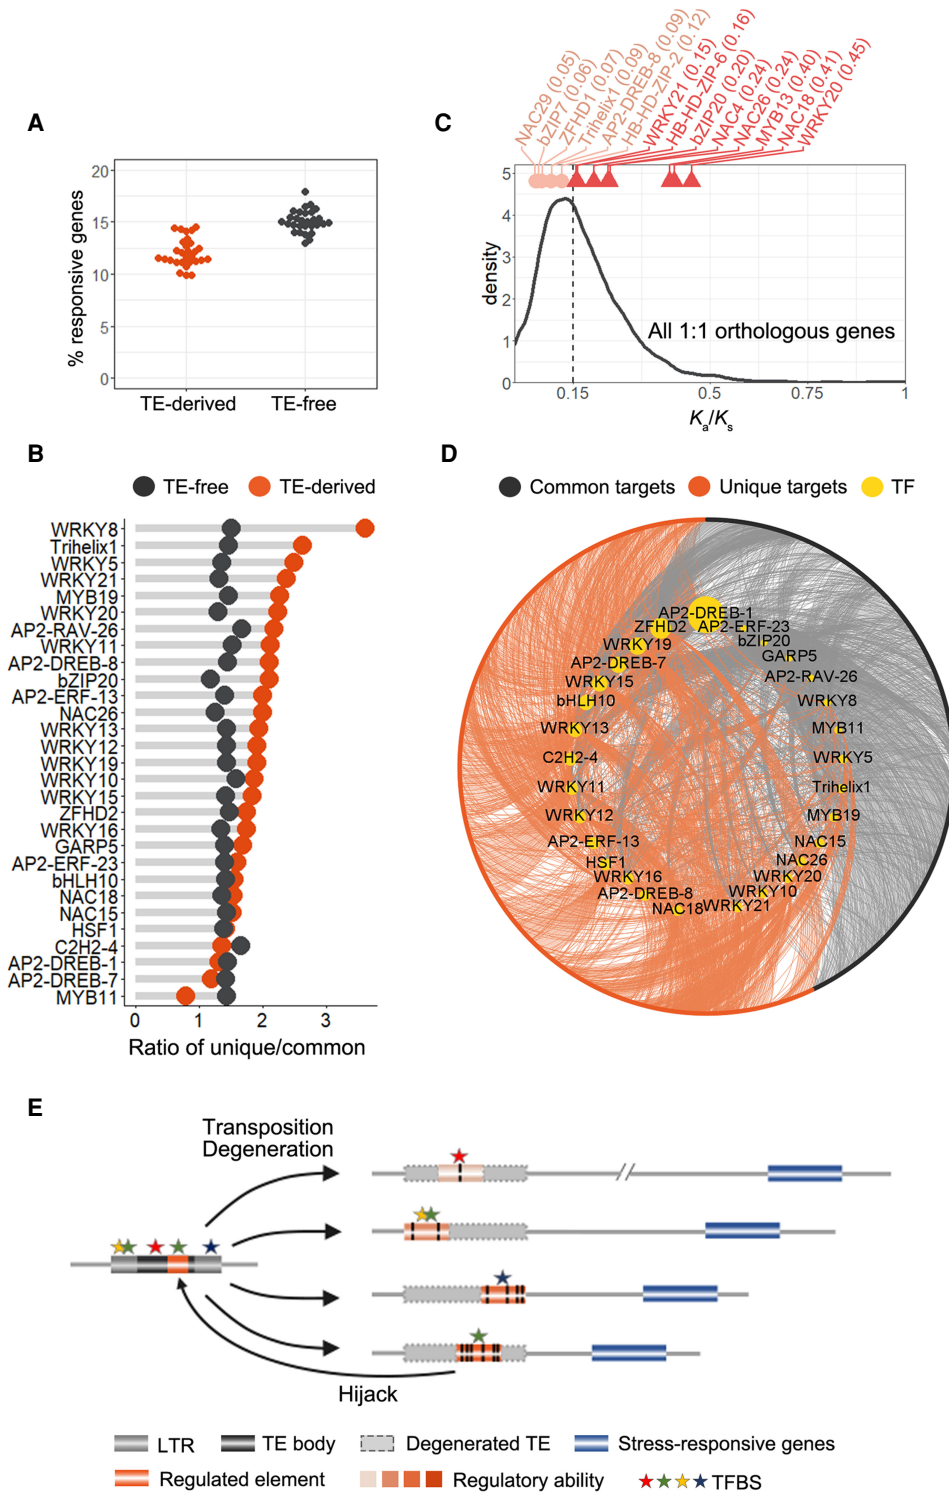 A
% responsive genes
20
15
10
5
0
TE-derived
TE-free
C
NAC29 (0.05)
bZIP7 (0.06)
ZFHD1 (0.07)
Trihelix1 (0.09)
AP2-DREB-8 (0.09)
HB-HD-ZIP-2 (0.12)
WRKY21 (0.15)
HB-HD-ZIP-6 (0.16)
bZIP20 (0.20)
NAC4 (0.24)
NAC26 (0.24)
MYB13 (0.40)
NAC18 (0.41)
WRKY20 (0.45)
density
5
4
3
2
1
0
All 1:1 orthologous genes
0.15
0.5
0.75
1
Ka/Ks
B
TE-free
TE-derived
WRKY8
Trihelix1
WRKY5
WRKY21
MYB19
WRKY20
AP2-RAV-26
WRKY11
AP2-DREB-8
bZIP20
AP2-ERF-13
NAC26
WRKY13
WRKY12
WRKY19
WRKY10
WRKY15
ZFHD2
WRKY16
GARP5
AP2-ERF-23
bHLH10
NAC18
NAC15
HSF1
C2H2-4
AP2-DREB-1
AP2-DREB-7
MYB11
0 1 2 3
Ratio of unique/common
D
Common targets
Unique targets
TF
AP2-DREB-1
ZFHD2
AP2-ERF-23
WRKY19
bZIP20
AP2-DREB-7
GARP5
WRKY15
AP2-RAV-26
bHLH10
WRKY8
WRKY13
MYB11
C2H2-4
WRKY5
WRKY11
Trihelix1
WRKY12
MYB19
AP2-ERF-13
NAC15
HSF1
NAC26
WRKY16
WRKY20
AP2-DREB-8
WRKY10
NAC18
WRKY21
E
Transposition
Degeneration
Hijack
LTR
TE body
Degenerated TE
Stress-responsive genes
Regulated element
Regulatory ability
TFBS